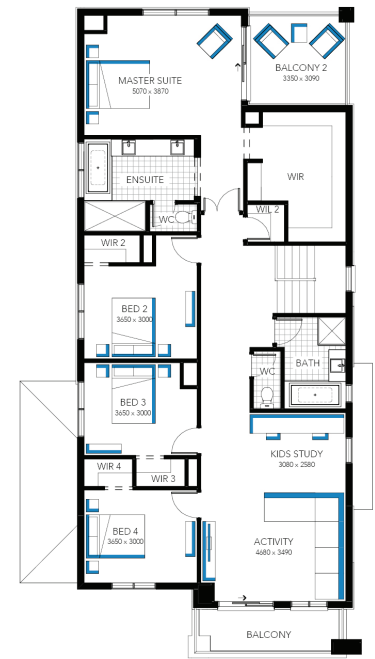 MASTER SUITE
5070 x 3870
BALCONY 2
3350 x 3090
ENSUITE
WIR
WC
WIL 2
WIR 2
BED 2
3650 x 3000
BATH
WC
BED 3
3650 x 3000
KIDS STUDY
3080 x 2580
WIR 4
WIR 3
BED 4
3650 x 3000
ACTIVITY
4680 x 3490
BALCONY